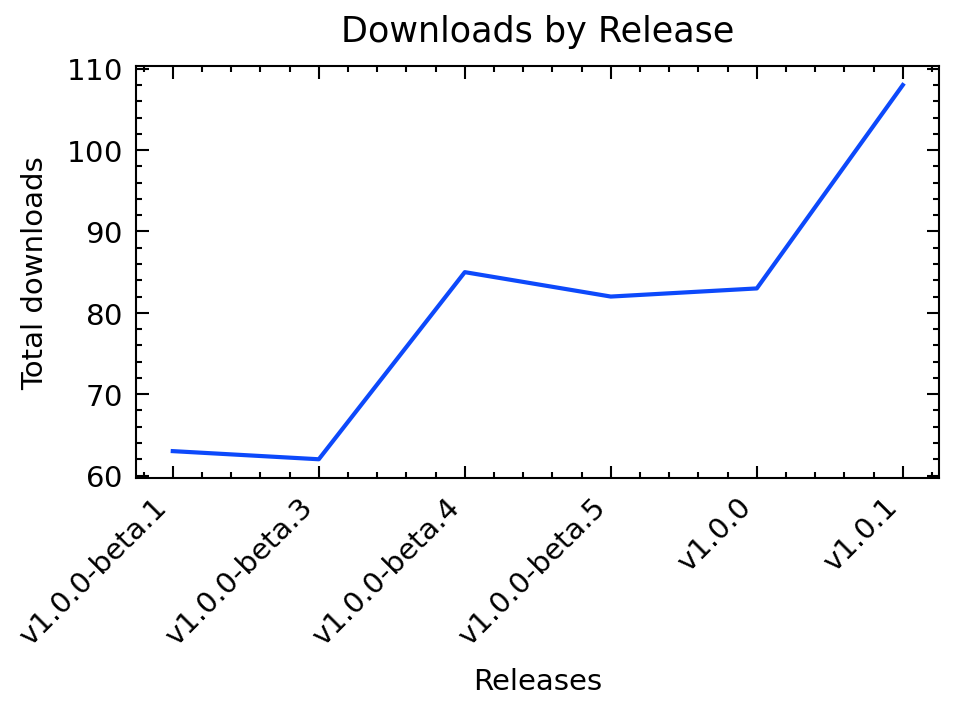 Downloads by Release
Total downloads
110
100
90
80
70
60
v1.0.0-beta.1
v1.0.0-beta.3
v1.0.0-beta.4
v1.0.0-beta.5
v1.0.0
v1.0.1
Releases